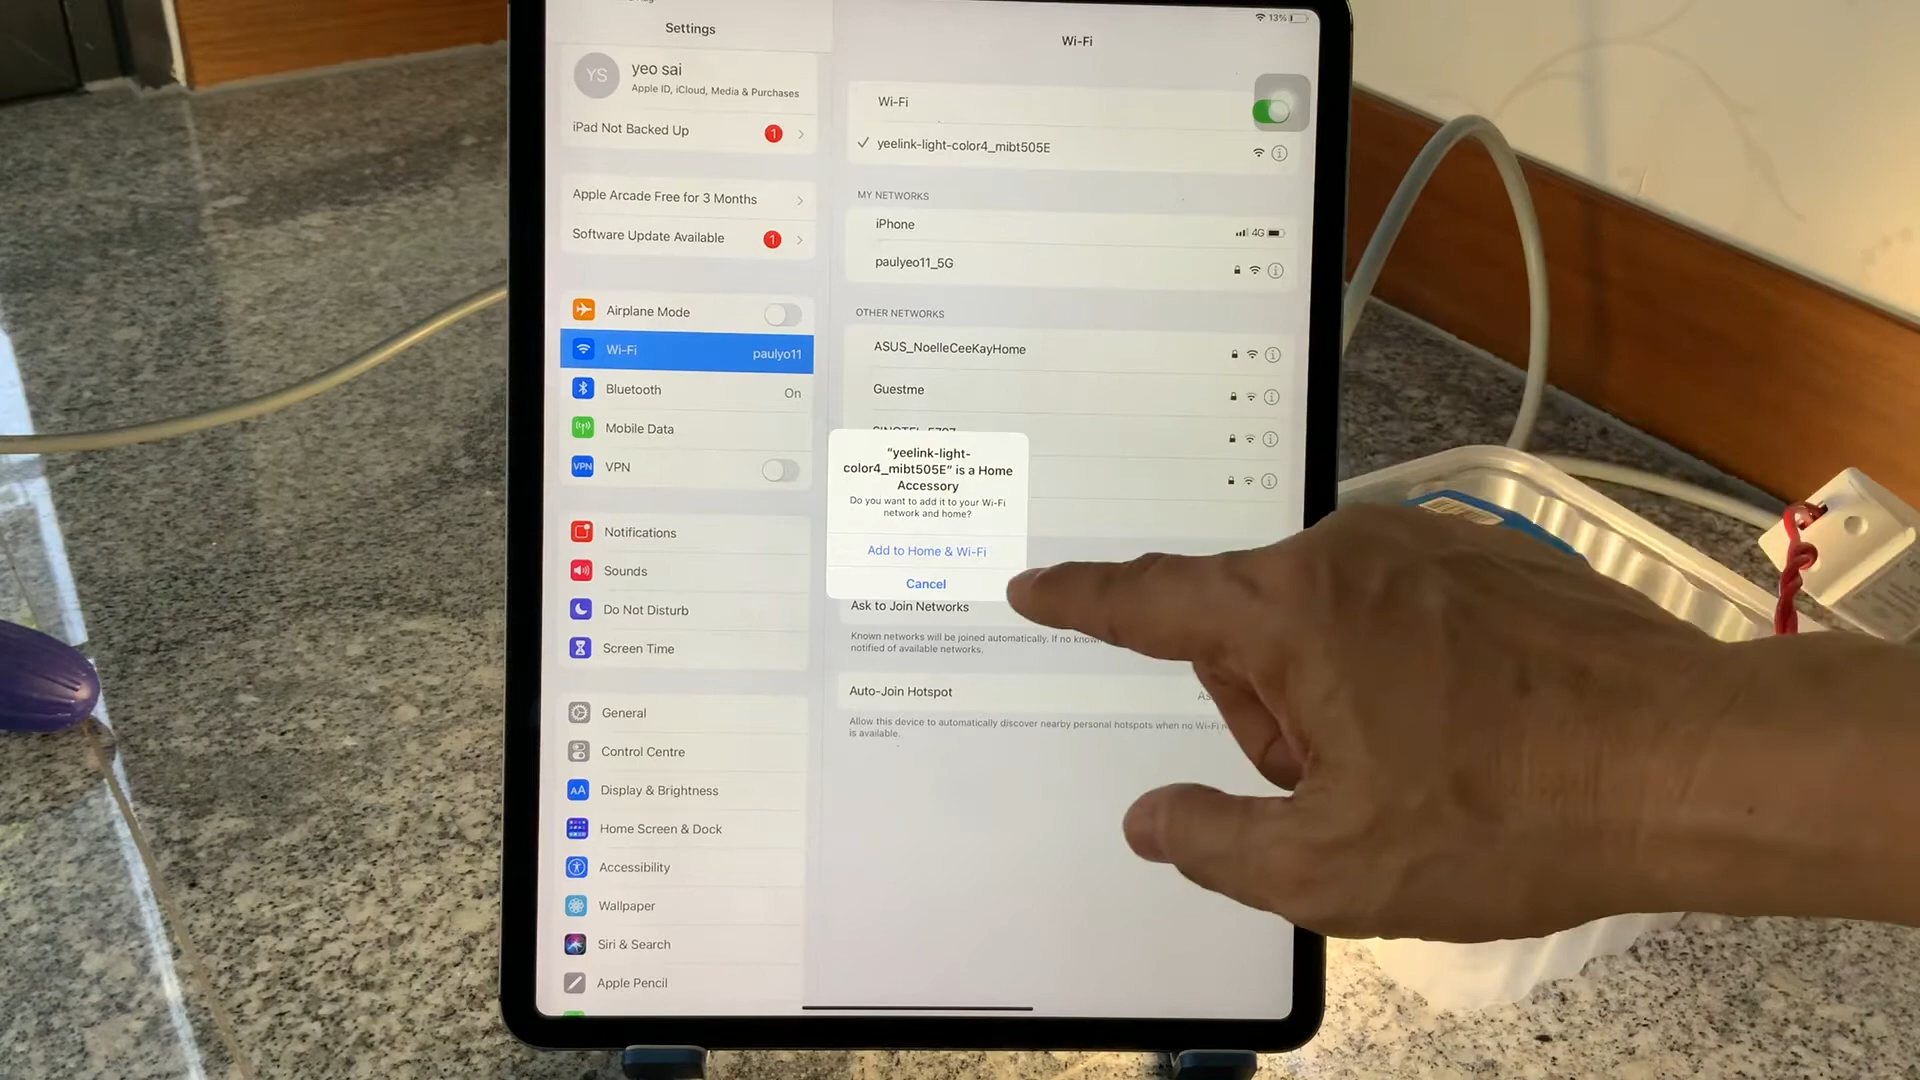 13%
Settings
Wi-Fi
YS
yeo sai
Apple ID, iCloud, Media & Purchases
iPad Not Backed Up
1
Apple Arcade Free for 3 Months
Software Update Available
1
Airplane Mode
Wi-Fi
paulyo11
Bluetooth
On
Mobile Data
VPN
VPN
Notifications
Sounds
Do Not Disturb
Screen Time
General
Control Centre
AA
Display & Brightness
Home Screen & Dock
Accessibility
Wallpaper
Siri & Search
Apple Pencil
Wi-Fi
yeelink-light-color4_mibt505E
MY NETWORKS
iPhone
4G
paulyeo11_5G
OTHER NETWORKS
ASUS_NoelleCeeKayHome
Guestme
"yeelink-light-
color4_mibt505E" is a Home
Accessory
Do you want to add it to your Wi-Fi
network and home?
Add to Home & Wi-Fi
Cancel
Ask to Join Networks
Known networks will be joined automatically. If no
notified of available networks.
Auto-Join Hotspot
Allow this device to automatically discover nearby personal hotspots when no Wi-Fi
is available.